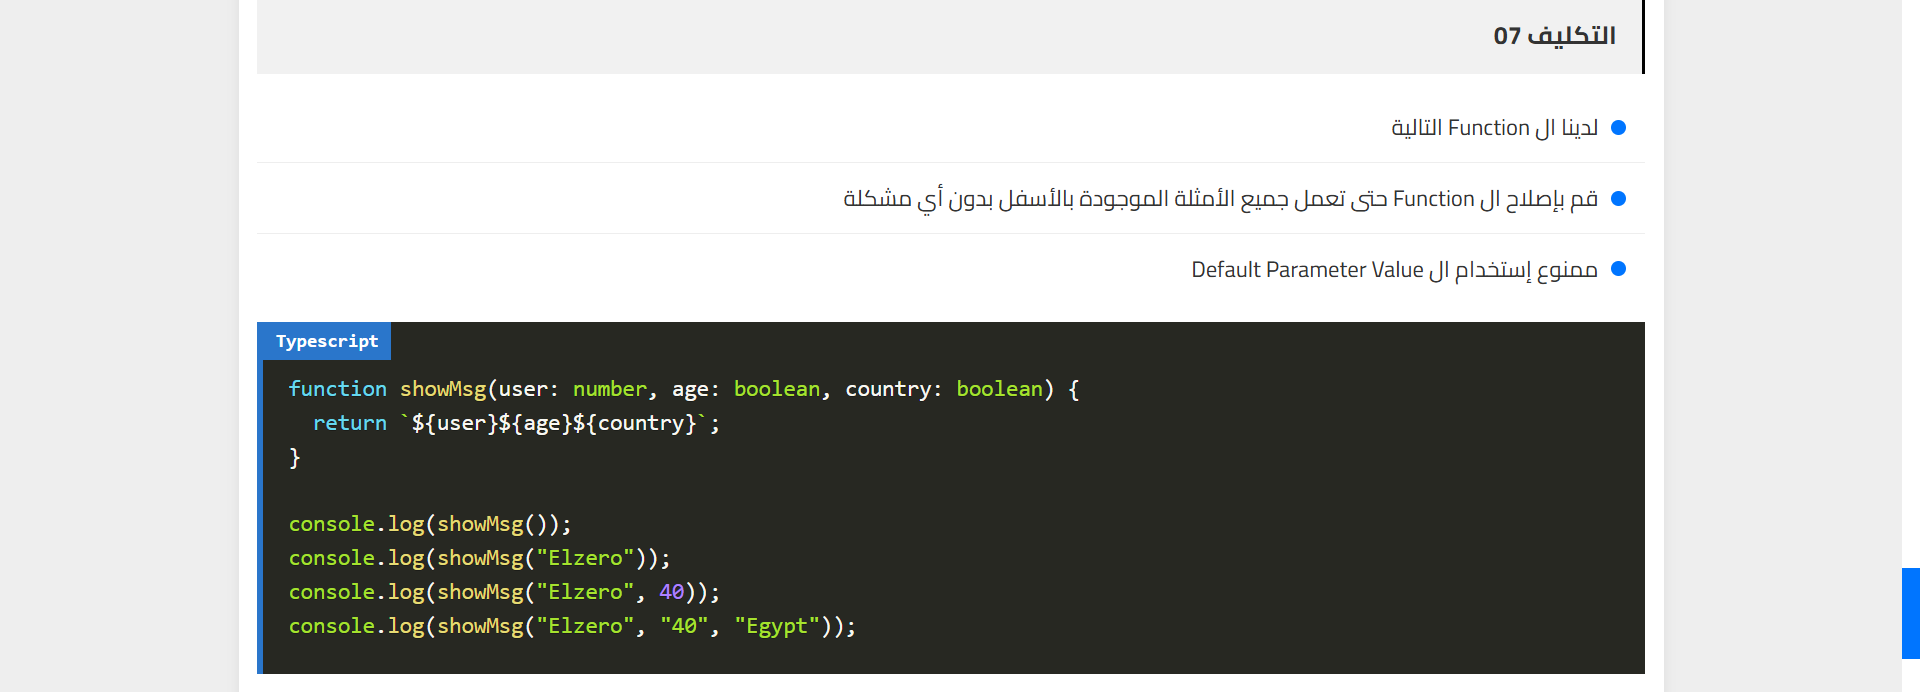 التكليف 07
لدينا ال Function التالية
قم بإصلاح ال Function حتى تعمل جميع الأمثلة الموجودة بالأسفل بدون أي مشكلة
ممنوع إستخدام ال Default Parameter Value
Typescript
function showMsg(user: number, age: boolean, country: boolean) {
  return `${user}${age}${country}`;
}
console.log(showMsg());
console.log(showMsg("Elzero"));
console.log(showMsg("Elzero", 40));
console.log(showMsg("Elzero", "40", "Egypt"));